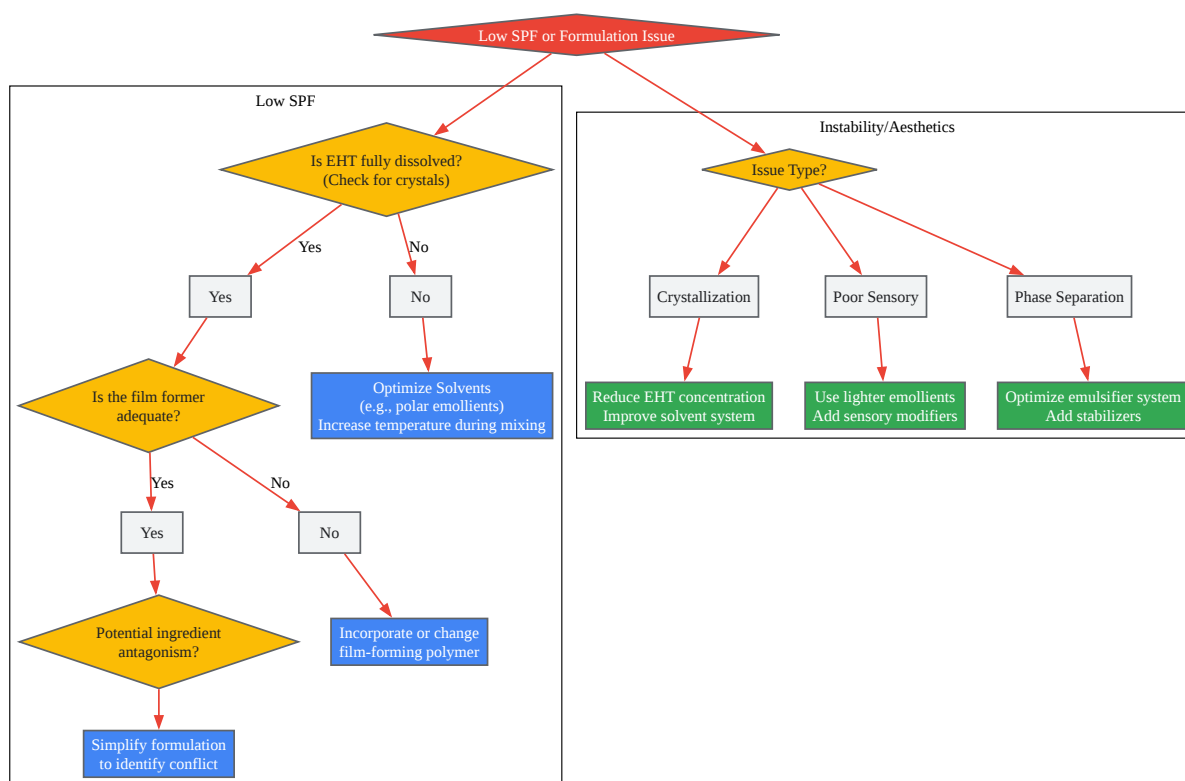 Low SPF or Formulation Issue
Low SPF
Instability/Aesthetics
Is EHT fully dissolved?
(Check for crystals)
Issue Type?
Yes
No
Yes
No
Crystallization
Poor Sensory
Phase Separation
Is the film former
adequate?
Optimize Solvents
(e.g., polar emollients)
Increase temperature during mixing
Reduce EHT concentration
Improve solvent system
Use lighter emollients
Add sensory modifiers
Optimize emulsifier system
Add stabilizers
Yes
No
Yes
No
Potential ingredient
antagonism?
Incorporate or change
film-forming polymer
Simplify formulation
to identify conflict